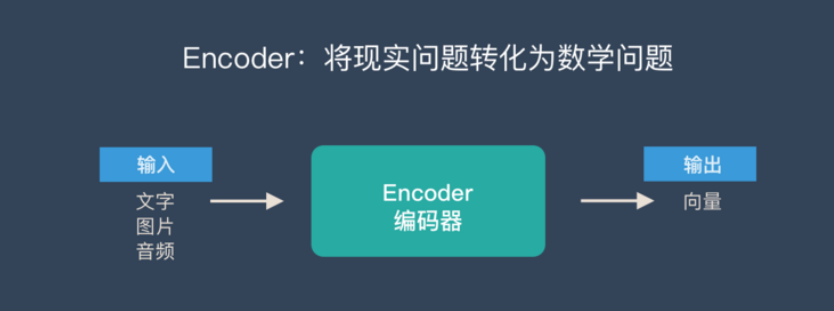 Encoder：将现实问题转化为数学问题
输入
文字
图片
音频
Encoder
编码器
输出
向量